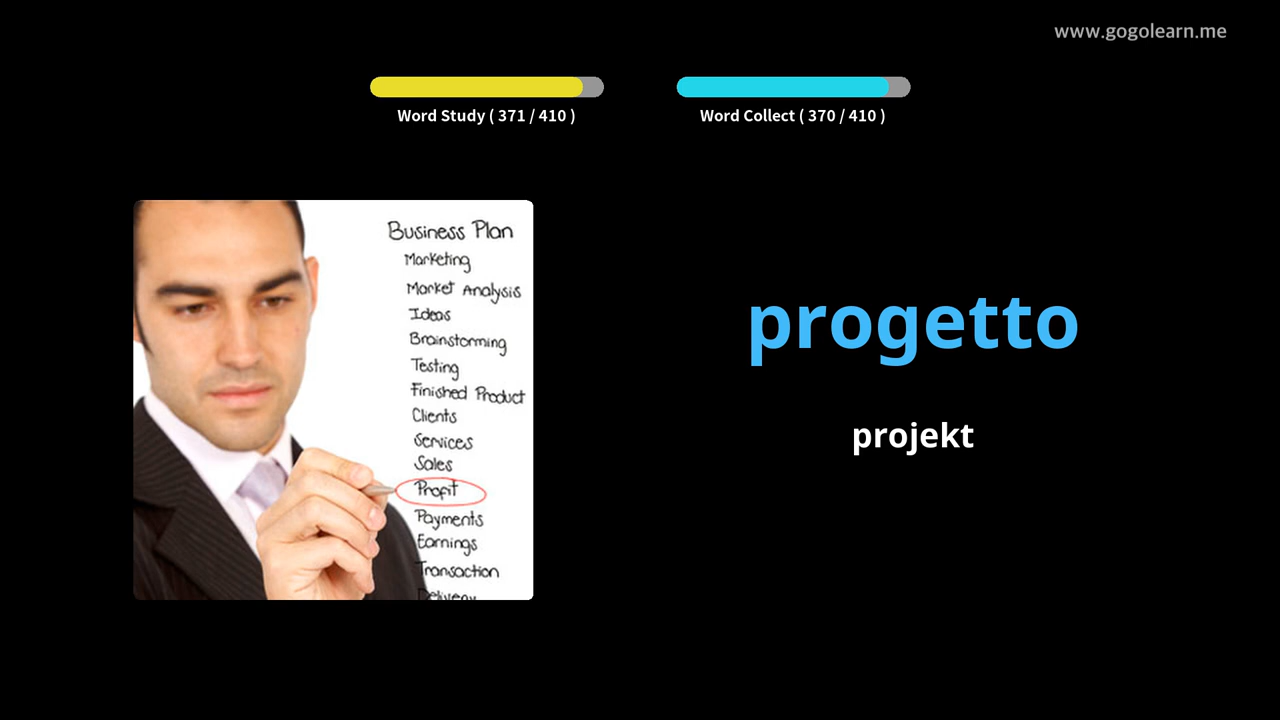 www.gogolearn.me
Word Study ( 371 / 410 )
Word Collect ( 370 / 410 )
Business Plan
Marketing
Market Analysis
Ideas
Brainstorming
Testing
Finished Product
Clients
Services
Sales
Profit
Payments
Earnings
Transaction
Delivery
progetto
projekt